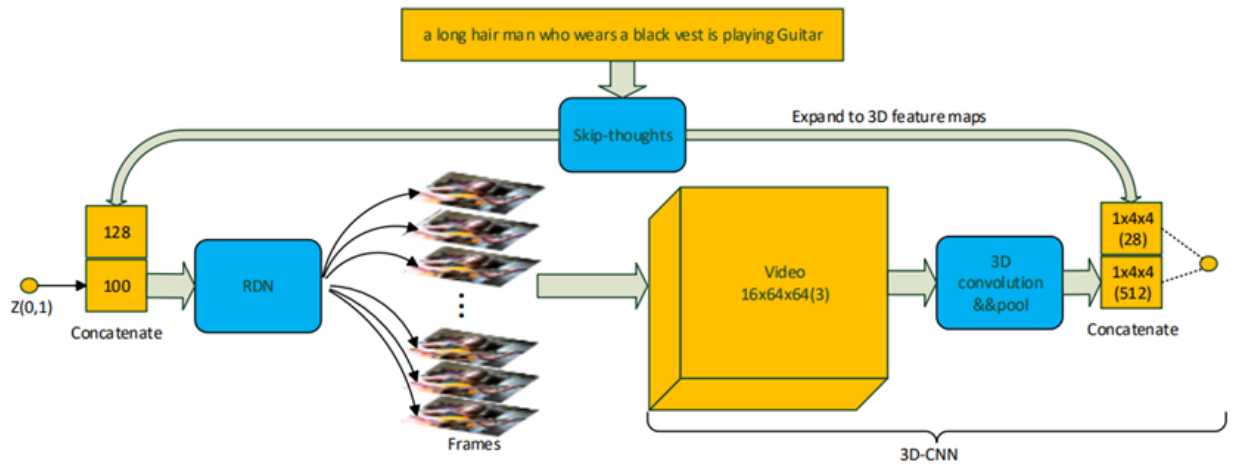 a long hair man who wears a black vest is playing Guitar
Skip-thoughts
Expand to 3D feature maps
128
100
Z(0,1)
Concatenate
RDN
Frames
Video
16x64x64(3)
3D
convolution
&&pool
1x4x4
(28)
1x4x4
(512)
Concatenate
3D-CNN